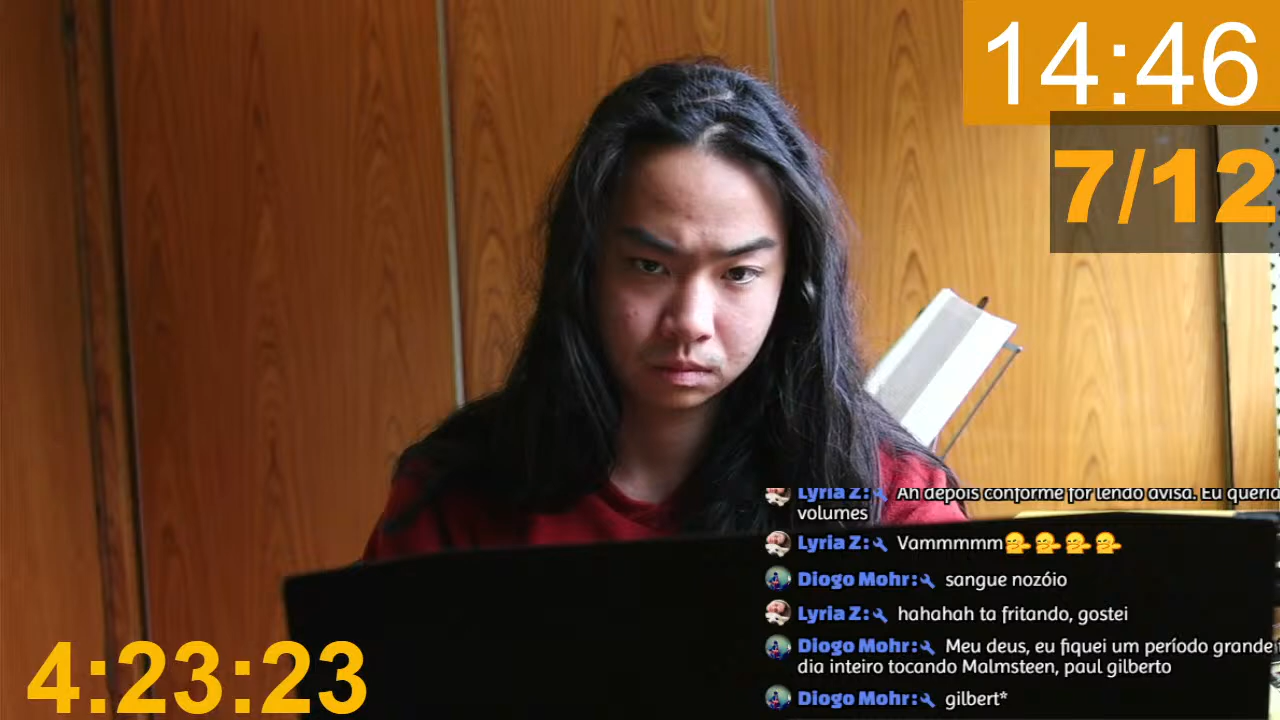 14:46
7/12
Lyria Z: Ah depois conforme for lendo avisa. Eu queria
volumes
Lyria Z: Vammmmm
Diogo Mohr: sangue nozóio
Lyria Z: hahahah ta fritando, gostei
Diogo Mohr: Meu deus, eu fiquei um período grande
dia inteiro tocando Malmsteen, paul gilberto
Diogo Mohr: gilbert*
4:23:23